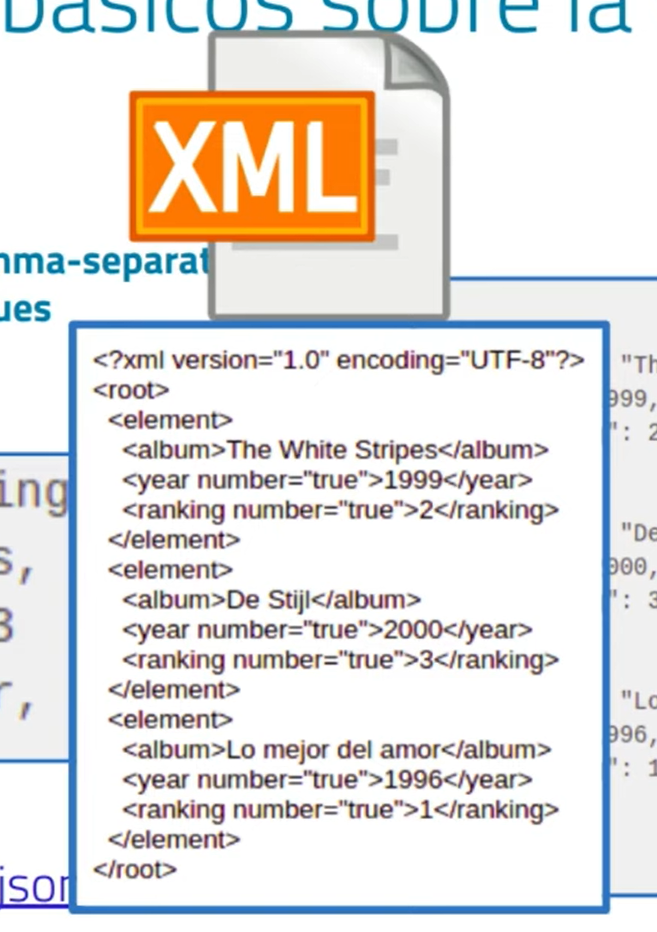 básicos sobre la
XML
mma-separat
ues
<?xml version="1.0" encoding="UTF-8"?>
<root>
<element>
<album>The White Stripes</album>
<year number="true">1999</year>
<ranking number="true">2</ranking>
</element>
<element>
<album>De Stijl</album>
<year number="true">2000</year>
<ranking number="true">3</ranking>
</element>
<element>
<album>Lo mejor del amor</album>
<year number="true">1996</year>
<ranking number="true">1</ranking>
</element>
</root>
ing
s,
3
r,
json
"Th
999,
": 2
"De
000,
": 3
"Lo
996,
": 1